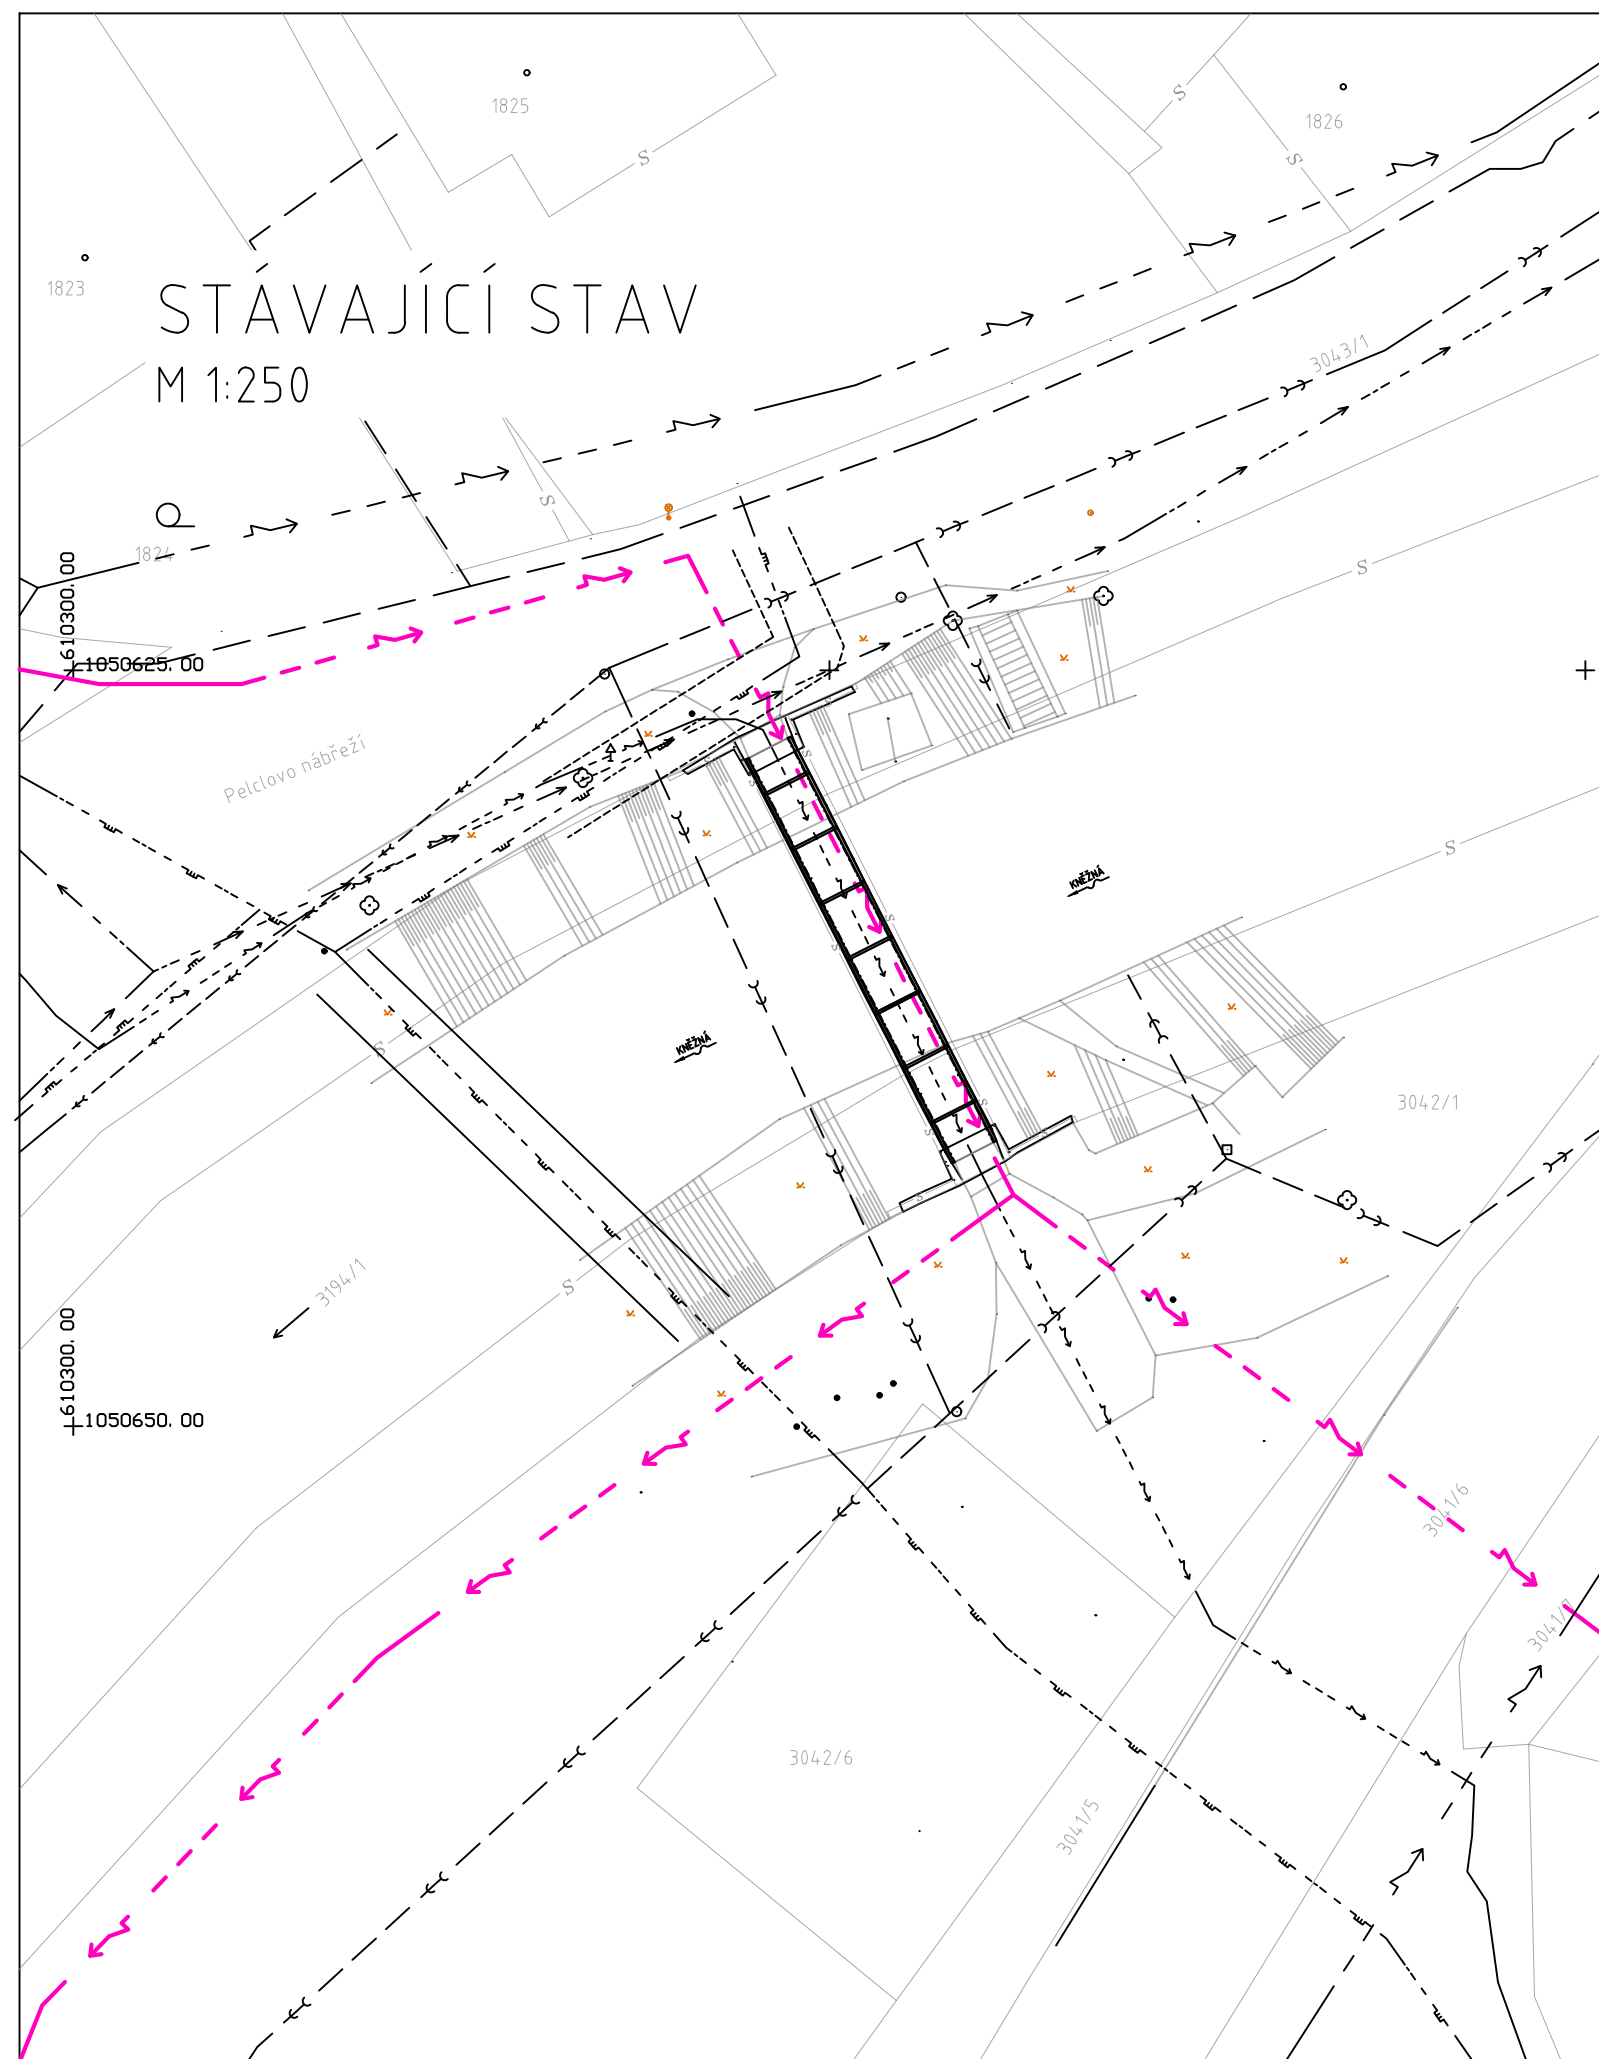 1825
1826
1823
STÁVAJÍCÍ STAV
M 1:250
3043/1
1824
S
S
S
S
S
610300.00
1050625.00
Pelclovo nábřeží
S
KNĚŽNÁ
KNĚŽNÁ
S
S
3042/1
3194/1
S
610300.00
1050650.00
3041/6
3041/7
3042/6
3041/5